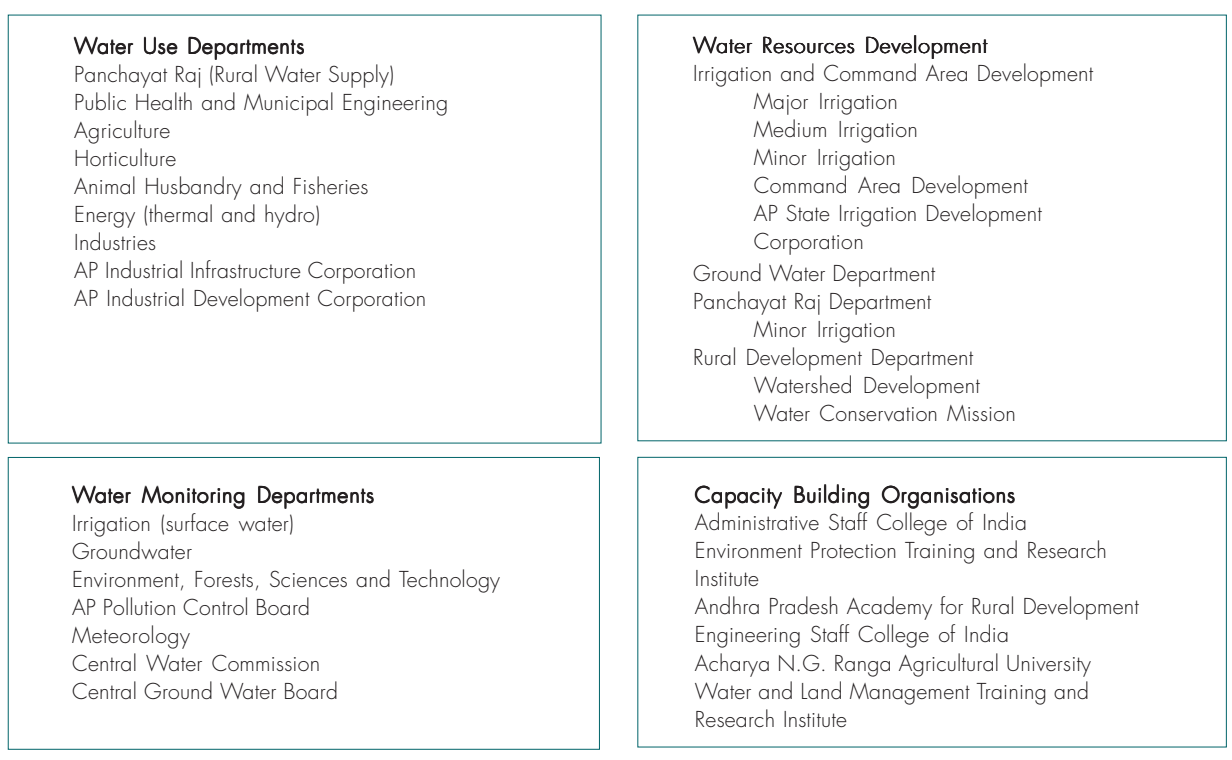 Water Use Departments
Panchayat Raj (Rural Water Supply)
Public Health and Municipal Engineering
Agriculture
Horticulture
Animal Husbandry and Fisheries
Energy (thermal and hydro)
Industries
AP Industrial Infrastructure Corporation
AP Industrial Development Corporation
Water Resources Development
Irrigation and Command Area Development
Major Irrigation
Medium Irrigation
Minor Irrigation
Command Area Development
AP State Irrigation Development
Corporation
Ground Water Department
Panchayat Raj Department
Minor Irrigation
Rural Development Department
Watershed Development
Water Conservation Mission
Water Monitoring Departments
Irrigation (surface water)
Groundwater
Environment, Forests, Sciences and Technology
AP Pollution Control Board
Meteorology
Central Water Commission
Central Ground Water Board
Capacity Building Organisations
Administrative Staff College of India
Environment Protection Training and Research
Institute
Andhra Pradesh Academy for Rural Development
Engineering Staff College of India
Acharya N.G. Ranga Agricultural University
Water and Land Management Training and
Research Institute